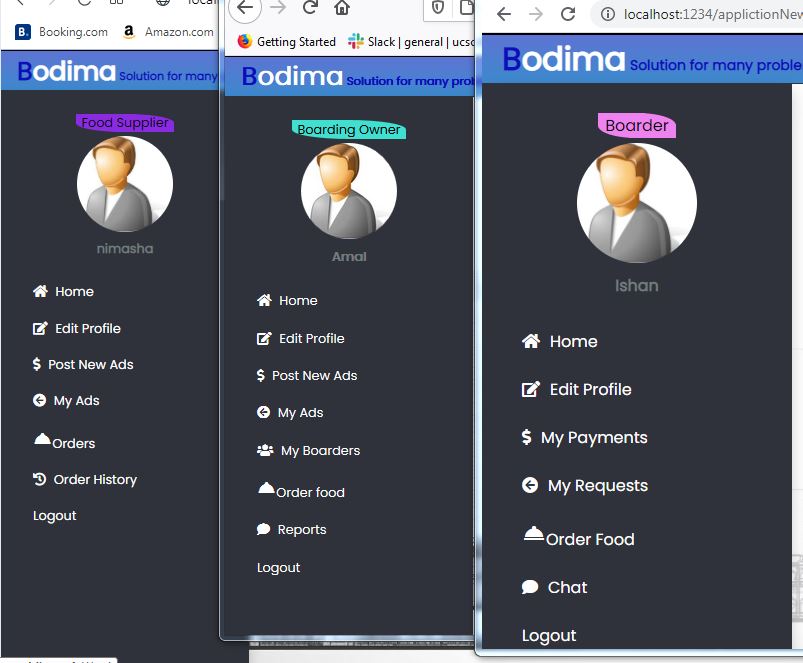 Booking.com
Amazon.com
Bodima Solution for many
Food Supplier
nimasha
Home
Edit Profile
Post New Ads
My Ads
Orders
Order History
Logout
Getting Started
Slack | general | ucsc
Bodima Solution for many prob
Boarding Owner
Amal
Home
Edit Profile
Post New Ads
My Ads
My Boarders
Order food
Reports
Logout
localhost:1234/applictionNew
Bodima Solution for many proble
Boarder
Ishan
Home
Edit Profile
My Payments
My Requests
Order Food
Chat
Logout